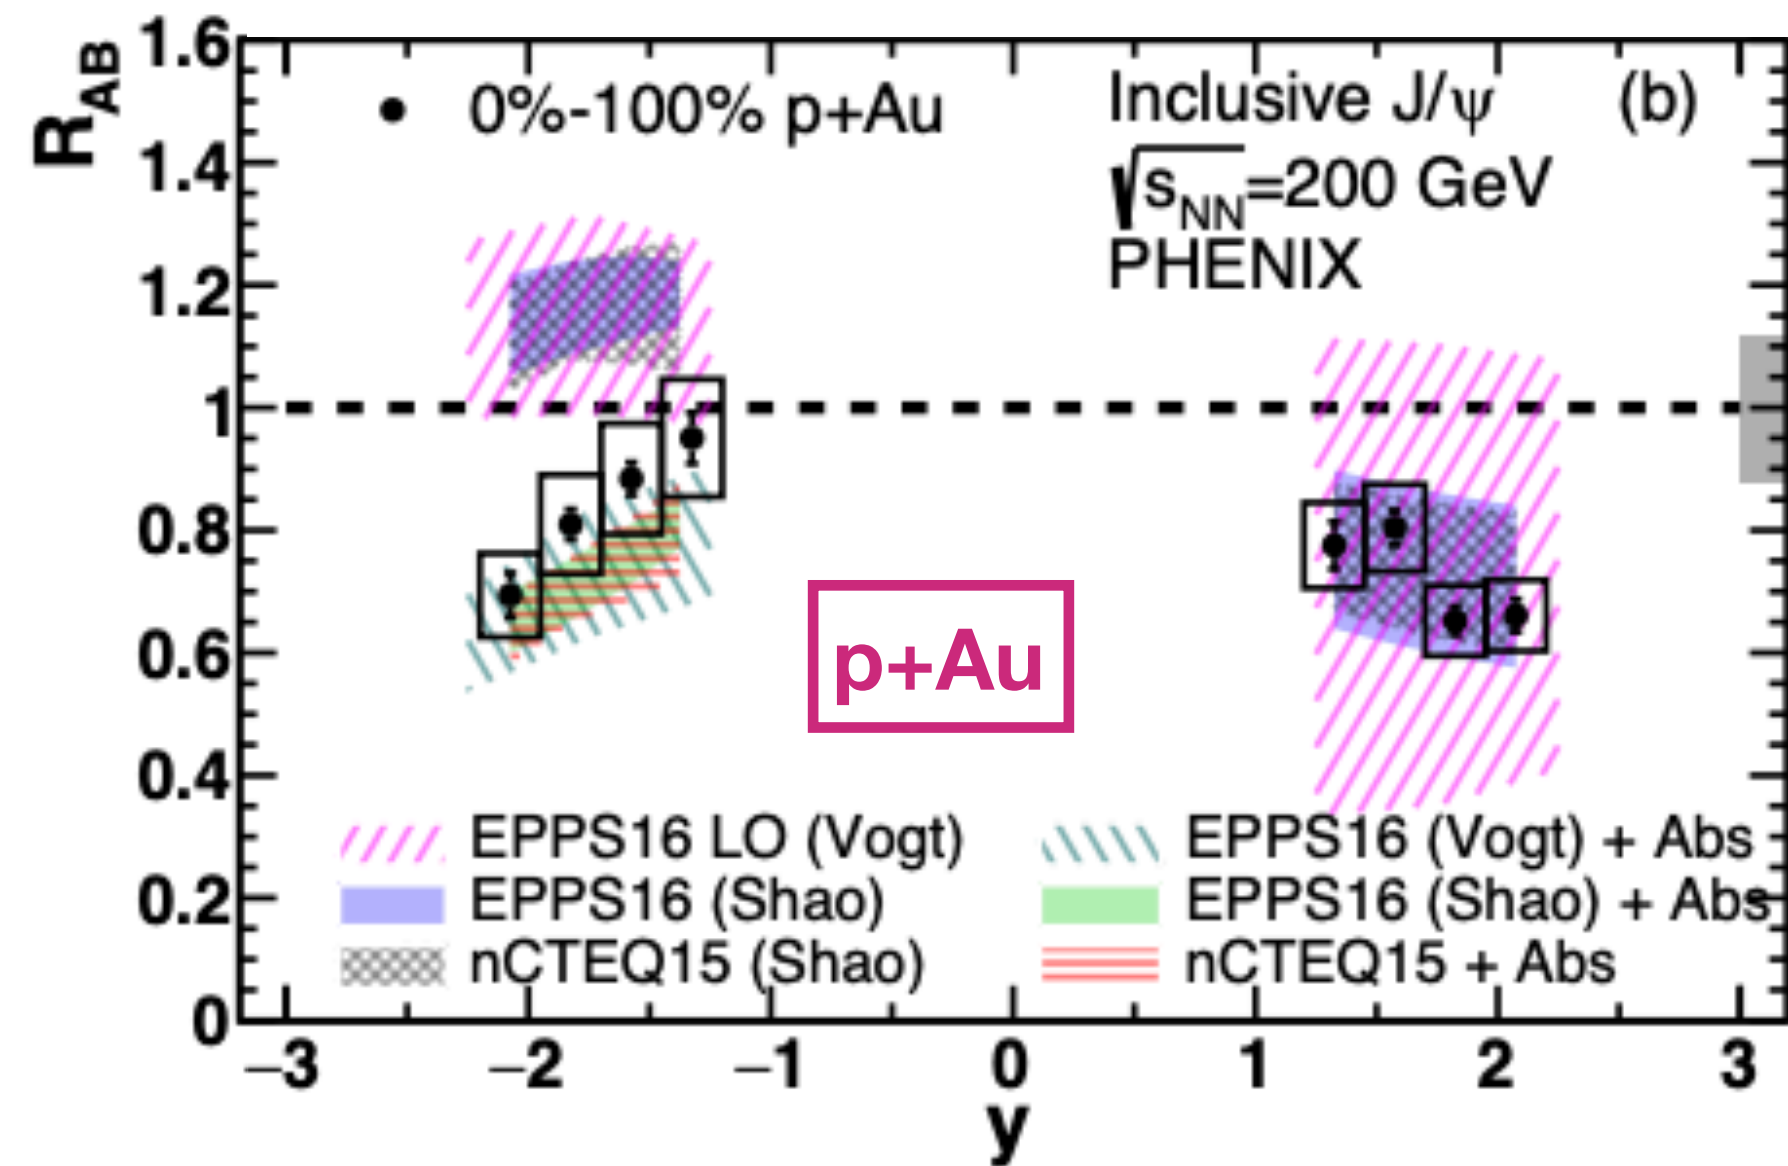 R_AB
1.6
1.4
1.2
1
0.8
0.6
0.4
0.2
0
0%-100% p+Au
Inclusive J/ψ (b)
√s_NN=200 GeV
PHENIX
p+Au
EPPS16 LO (Vogt)
EPPS16 (Shao)
nCTEQ15 (Shao)
EPPS16 (Vogt) + Abs
EPPS16 (Shao) + Abs
nCTEQ15 + Abs
−3 −2 −1 0 1 2 3
y